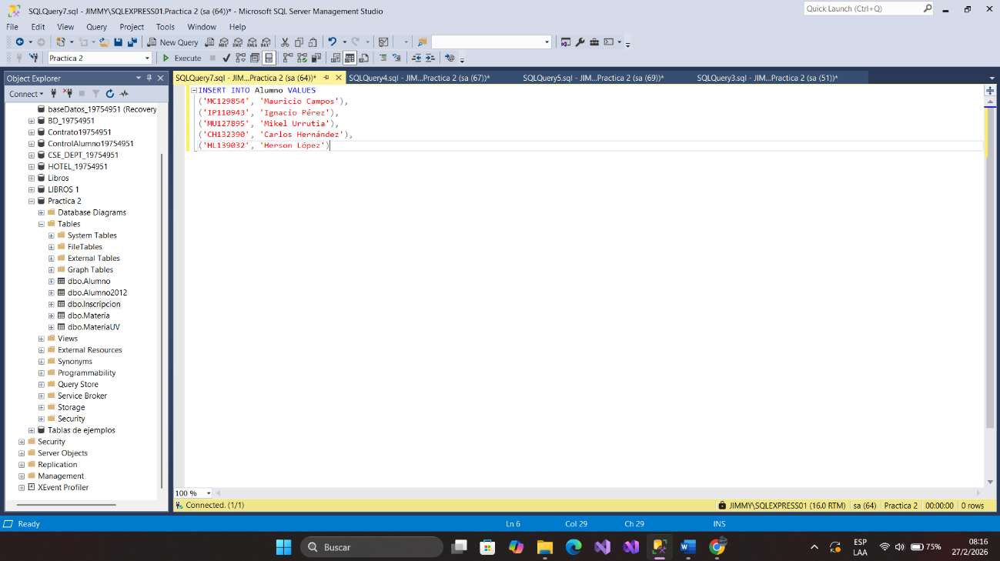 SQLQuery7.sql - JIMMY\SQLEXPRESS01.Practica 2 (sa (64))* - Microsoft SQL Server Management Studio
Quick Launch (Ctrl+Q)
File Edit View Query Project Tools Window Help
New Query
MDX DMX XMLA DAX
Practica 2 Execute
Object Explorer
SQLQuery7.sql - JIM...Practica 2 (sa (64))* SQLQuery4.sql - JIM...Practica 2 (sa (67))* SQLQuery5.sql - JIM...Practica 2 (sa (69))* SQLQuery3.sql - JIM...Practica 2 (sa (51))*
Connect
baseDatos_19754951 (Recovery
BD_19754951
Contrato19754951
ControlAlumno19754951
CSE_DEPT_19754951
HOTEL_19754951
Libros
LIBROS 1
Practica 2
Database Diagrams
Tables
System Tables
FileTables
External Tables
Graph Tables
dbo.Alumno
dbo.Alumno2012
dbo.Inscripcion
dbo.Materia
dbo.MateriaUV
Views
External Resources
Synonyms
Programmability
Query Store
Service Broker
Storage
Security
Tablas de ejemplos
Security
Server Objects
Replication
Management
XEvent Profiler
INSERT INTO Alumno VALUES
('MC129854', 'Mauricio Campos'),
('IP110943', 'Ignacio Pérez'),
('MU127895', 'Mikel Urrutia'),
('CH132390', 'Carlos Hernández'),
('HL139032', 'Herson López')
100 %
Connected. (1/1) JIMMY\SQLEXPRESS01 (16.0 RTM) sa (64) Practica 2 00:00:00 0 rows
Ready Ln 6 Col 29 Ch 29 INS
Buscar
ESP
LAA
75%
08:16
27/2/2026